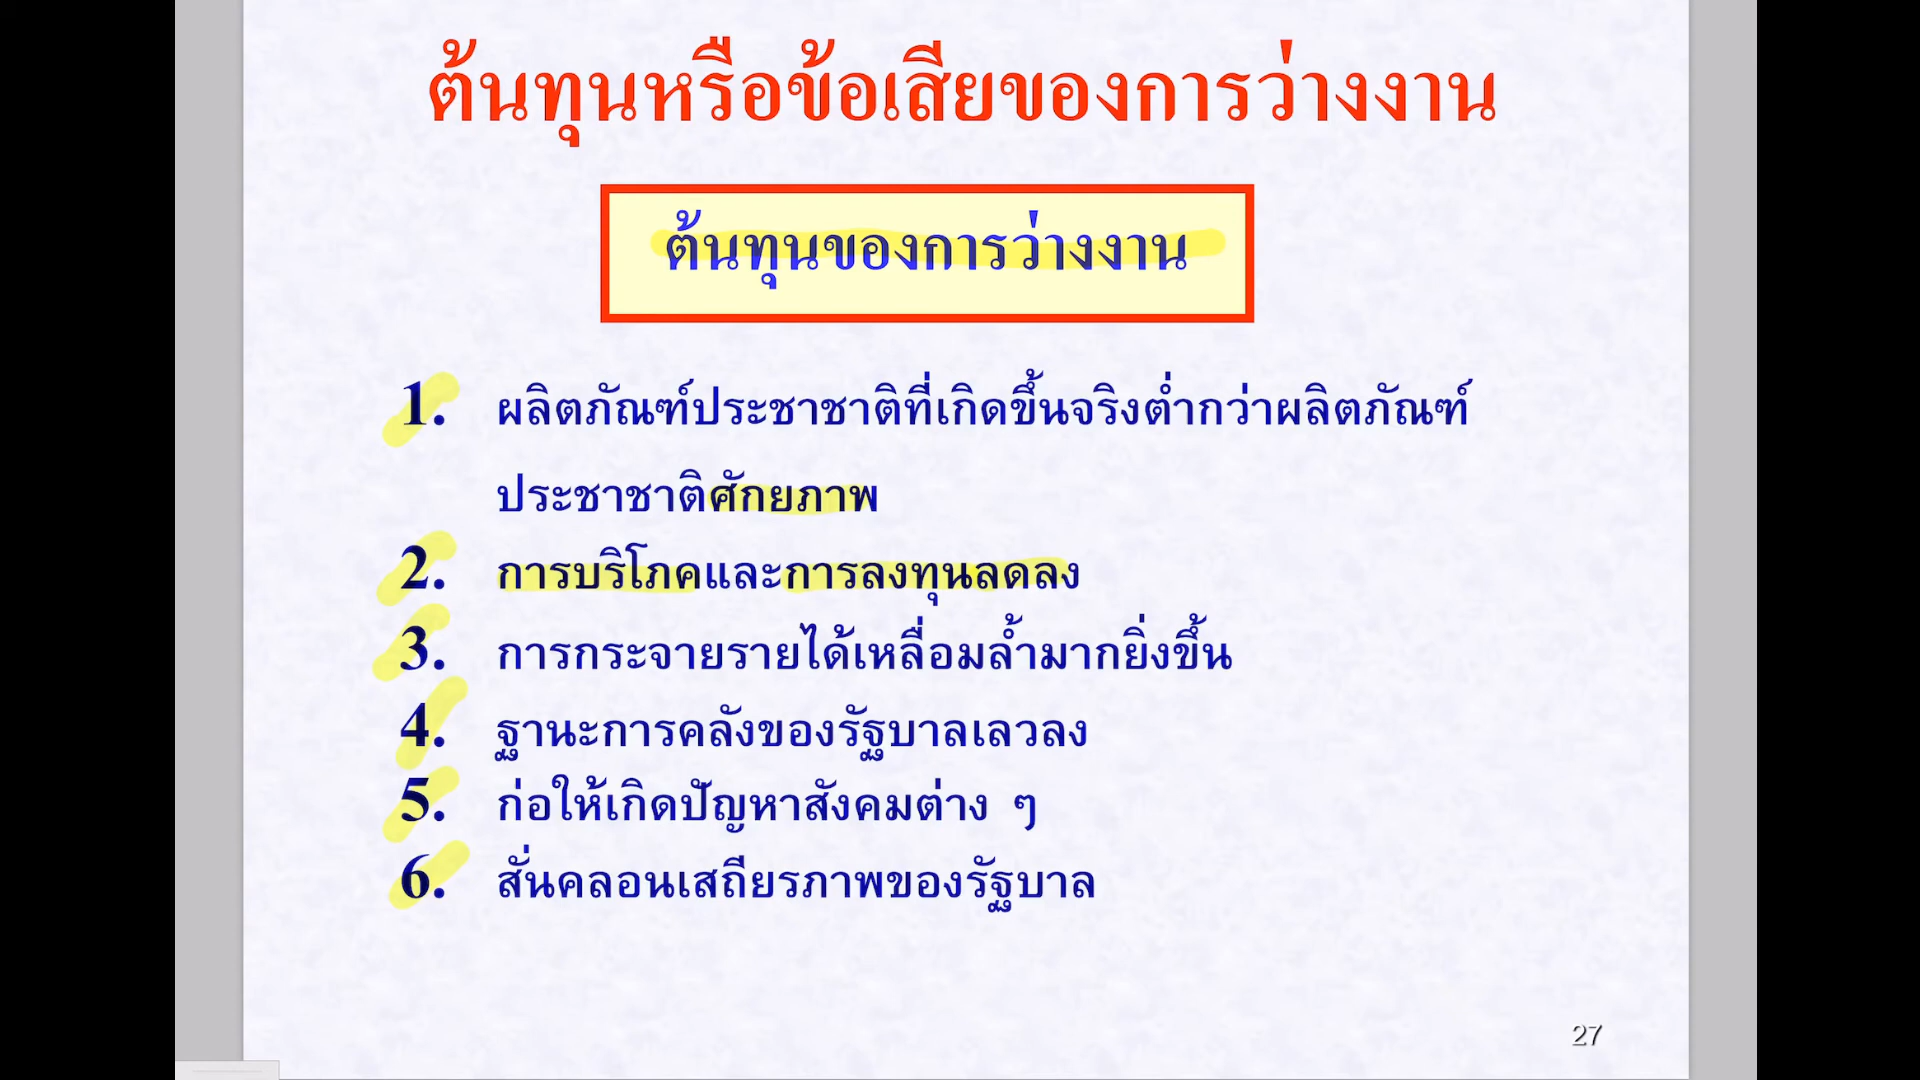 ต้นทุนหรือข้อเสียของการว่างงาน
ต้นทุนของการว่างงาน
1. ผลิตภัณฑ์ประชาชาติที่เกิดขึ้นจริงต่ำกว่าผลิตภัณฑ์
ประชาชาติศักยภาพ
2. การบริโภคและการลงทุนลดลง
3. การกระจายรายได้เหลื่อมล้ำมากยิ่งขึ้น
4. ฐานะการคลังของรัฐบาลเลวลง
5. ก่อให้เกิดปัญหาสังคมต่าง ๆ
6. สั่นคลอนเสถียรภาพของรัฐบาล
27